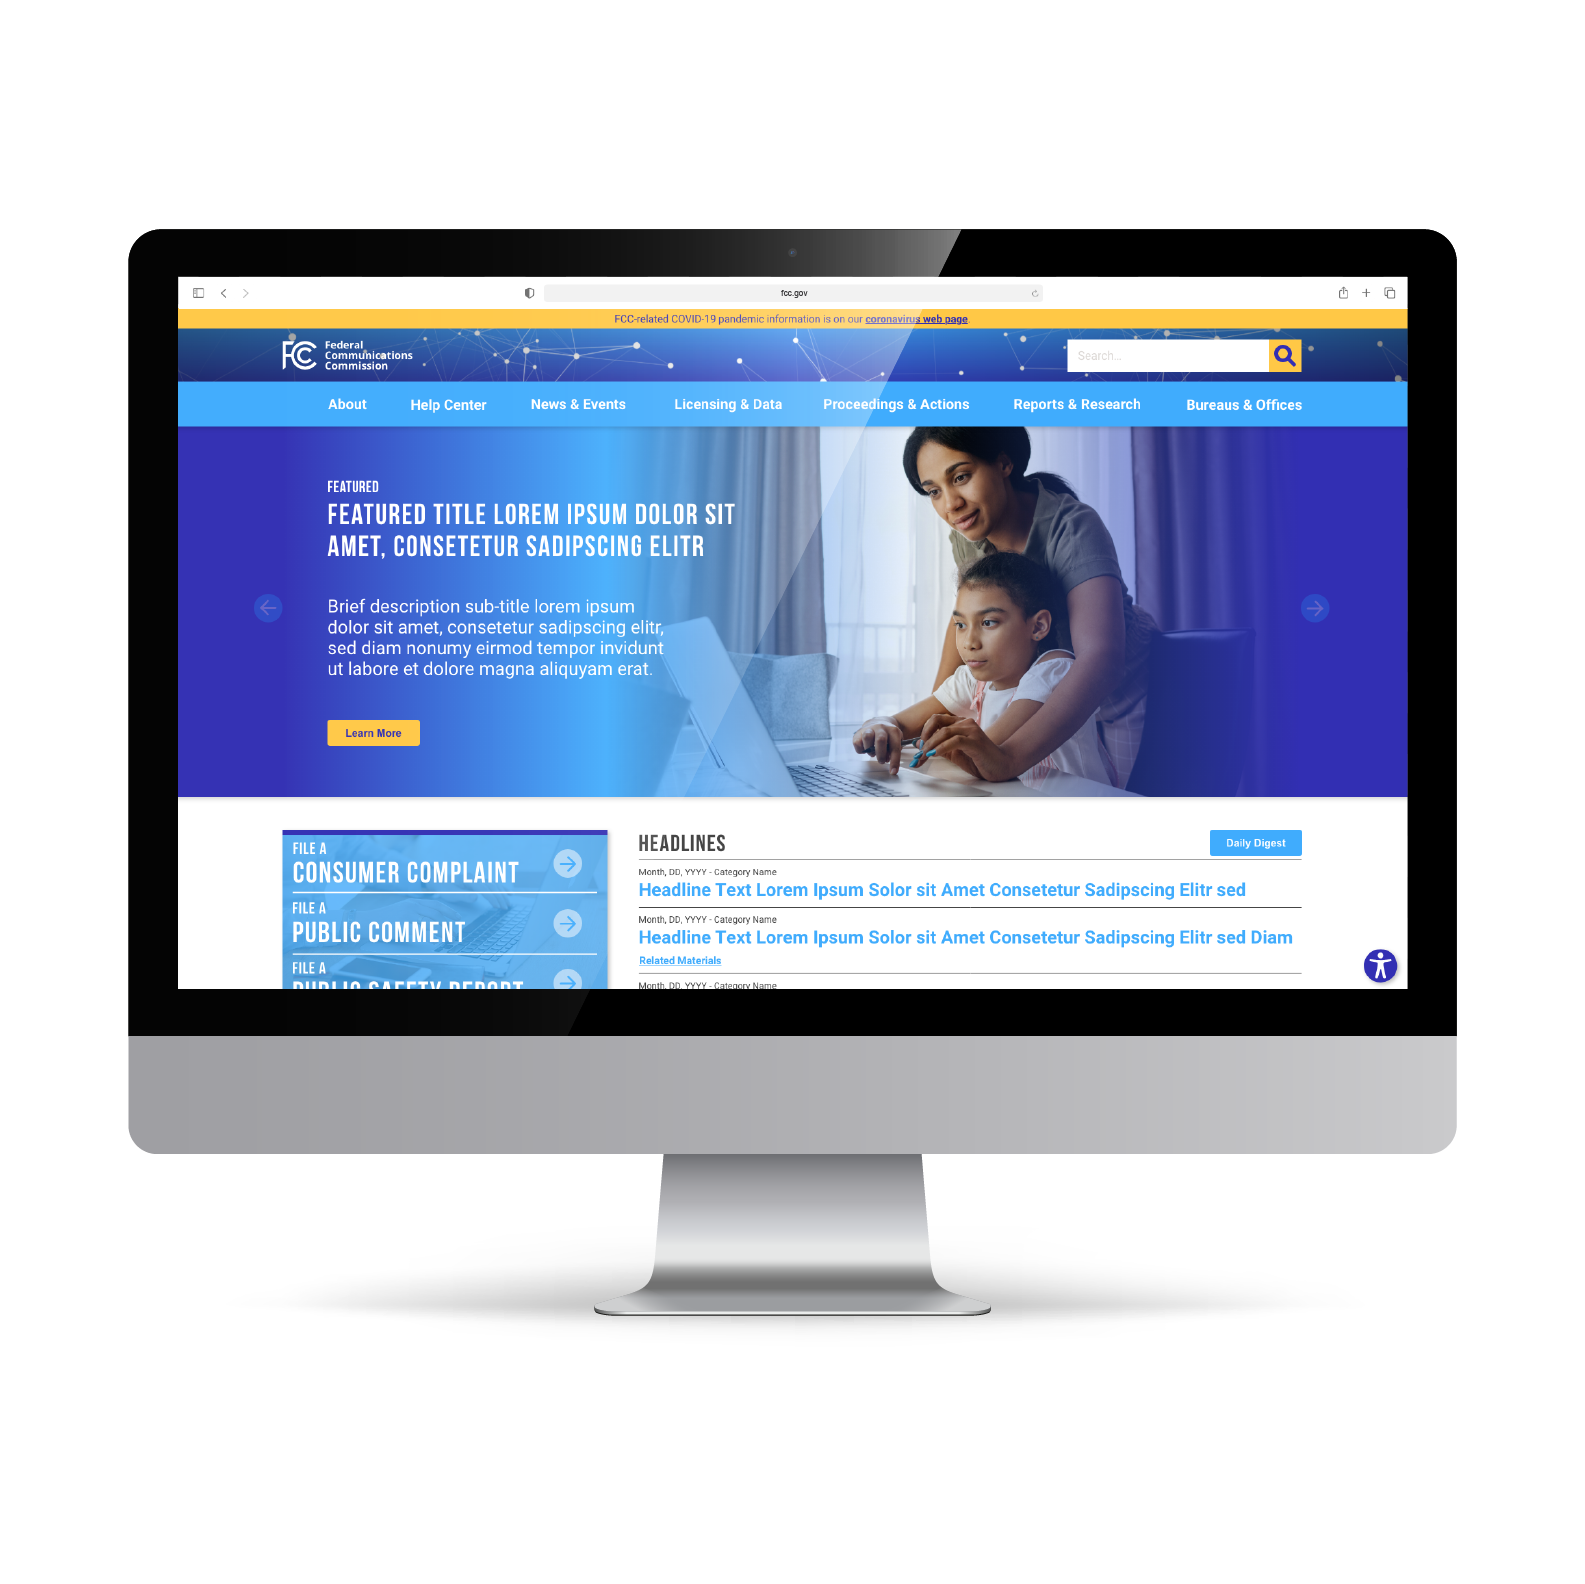 fcc.gov
FCC-related COVID-19 pandemic information is on our coronavirus web page.
FCC
Federal
Communications
Commission
Search...
About Help Center News & Events Licensing & Data Proceedings & Actions Reports & Research Bureaus & Offices
FEATURED
FEATURED TITLE LOREM IPSUM DOLOR SIT
AMET, CONSETETUR SADIPSCING ELITR
Brief description sub-title lorem ipsum
dolor sit amet, consetetur sadipscing elitr,
sed diam nonumy eirmod tempor invidunt
ut labore et dolore magna aliquyam erat.
Learn More
FILE A
CONSUMER COMPLAINT
FILE A
PUBLIC COMMENT
FILE A
PUBLIC SAFETY REPORT
HEADLINES
Daily Digest
Month, DD, YYYY - Category Name
Headline Text Lorem Ipsum Solor sit Amet Consetetur Sadipscing Elitr sed
Month, DD, YYYY - Category Name
Headline Text Lorem Ipsum Solor sit Amet Consetetur Sadipscing Elitr sed Diam
Related Materials
Month, DD, YYYY - Category Name